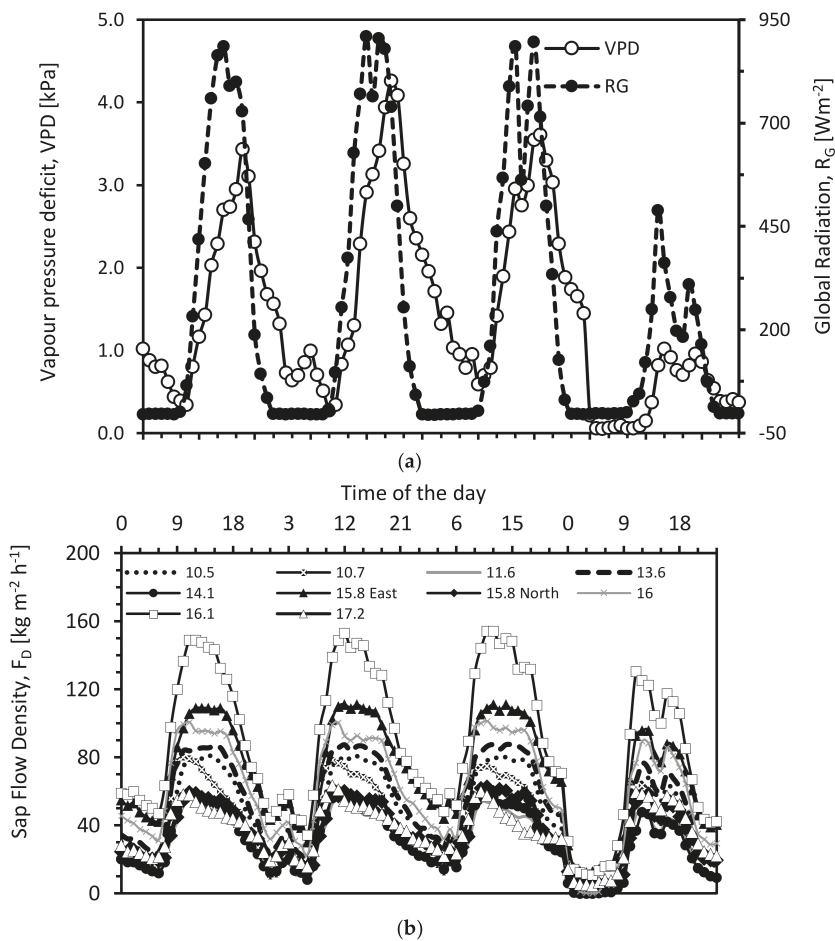 5.0
4.0
3.0
2.0
1.0
0.0
Vapour pressure deficit, VPD [kPa]
VPD
RG
950
700
450
200
-50
Global Radiation, R_G [Wm⁻²]
(a)
Time of the day
0 9 18 3 12 21 6 15 0 9 18
200
160
120
80
40
0
Sap Flow Density, F_D [kg m⁻² h⁻¹]
10.5 10.7 11.6 13.6
14.1 15.8 East 15.8 North 16
16.1 17.2
(b)